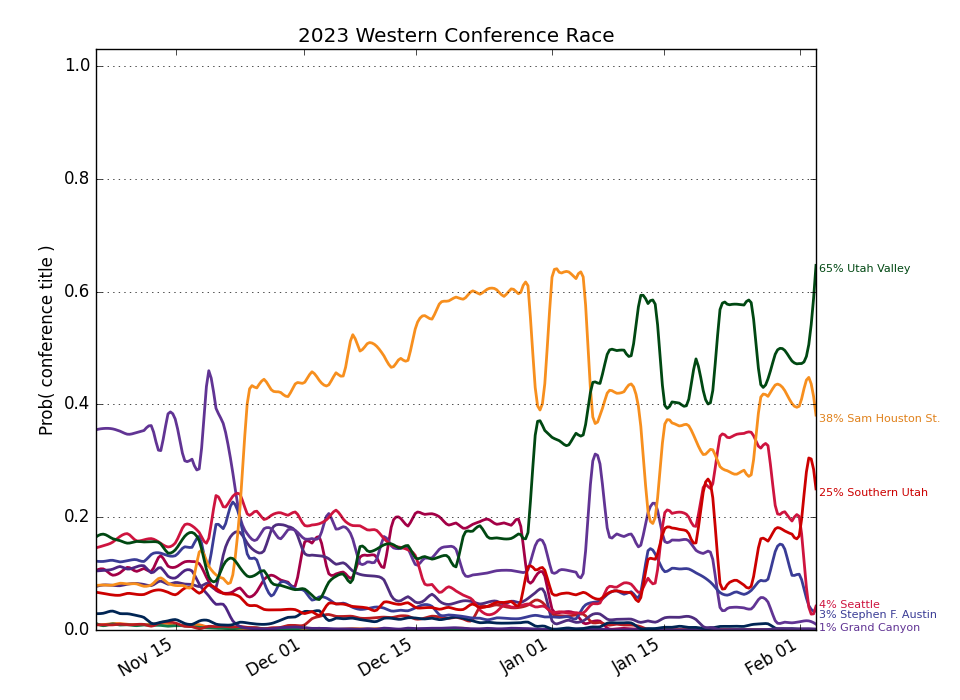 2023 Western Conference Race
Prob( conference title )
1.0
0.8
0.6
0.4
0.2
0.0
65% Utah Valley
38% Sam Houston St.
25% Southern Utah
4% Seattle
3% Stephen F. Austin
1% Grand Canyon
Nov 15
Dec 01
Dec 15
Jan 01
Jan 15
Feb 01